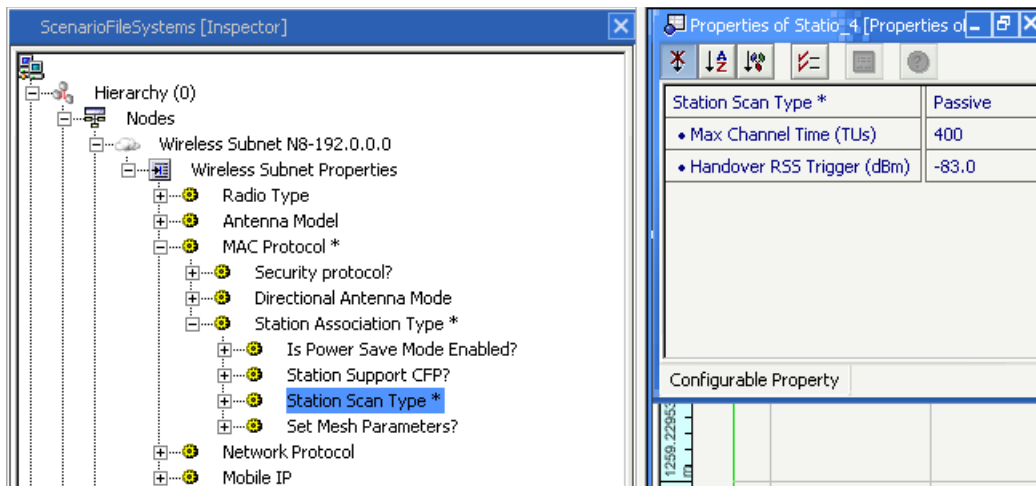 ScenarioFileSystems [Inspector]
Hierarchy (0)
Nodes
Wireless Subnet N8-192.0.0.0
Wireless Subnet Properties
Radio Type
Antenna Model
MAC Protocol *
Security protocol?
Directional Antenna Mode
Station Association Type *
Is Power Save Mode Enabled?
Station Support CFP?
Station Scan Type *
Set Mesh Parameters?
Network Protocol
Mobile IP
Properties of Statio_4 [Properties of
Station Scan Type * Passive
• Max Channel Time (TUs) 400
• Handover RSS Trigger (dBm) -83.0
Configurable Property
1259.22953
m